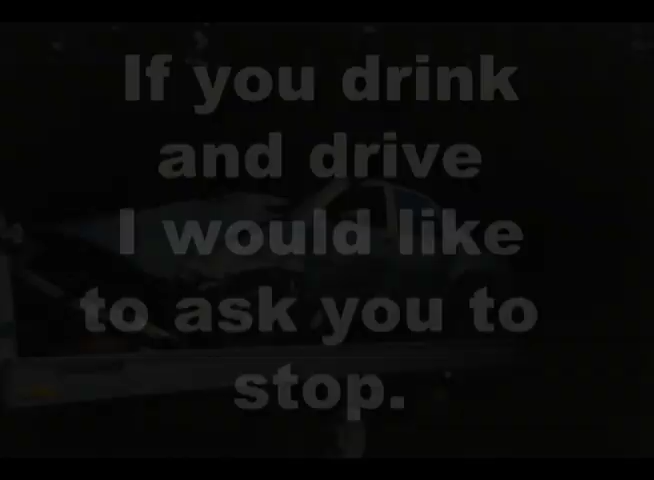 If you drink
and drive
I would like
to ask you to
stop.